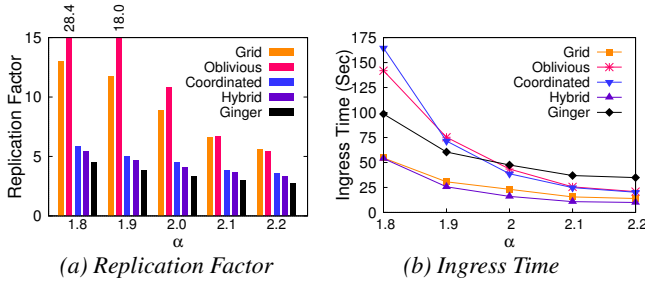 28.4
18.0
15
10
5
0
Replication Factor
Grid
Oblivious
Coordinated
Hybrid
Ginger
1.8 1.9 2.0 2.1 2.2
α
(a) Replication Factor
175
150
125
100
75
50
25
0
Ingress Time (Sec)
Grid
Oblivious
Coordinated
Hybrid
Ginger
1.8 1.9 2 2.1 2.2
α
(b) Ingress Time